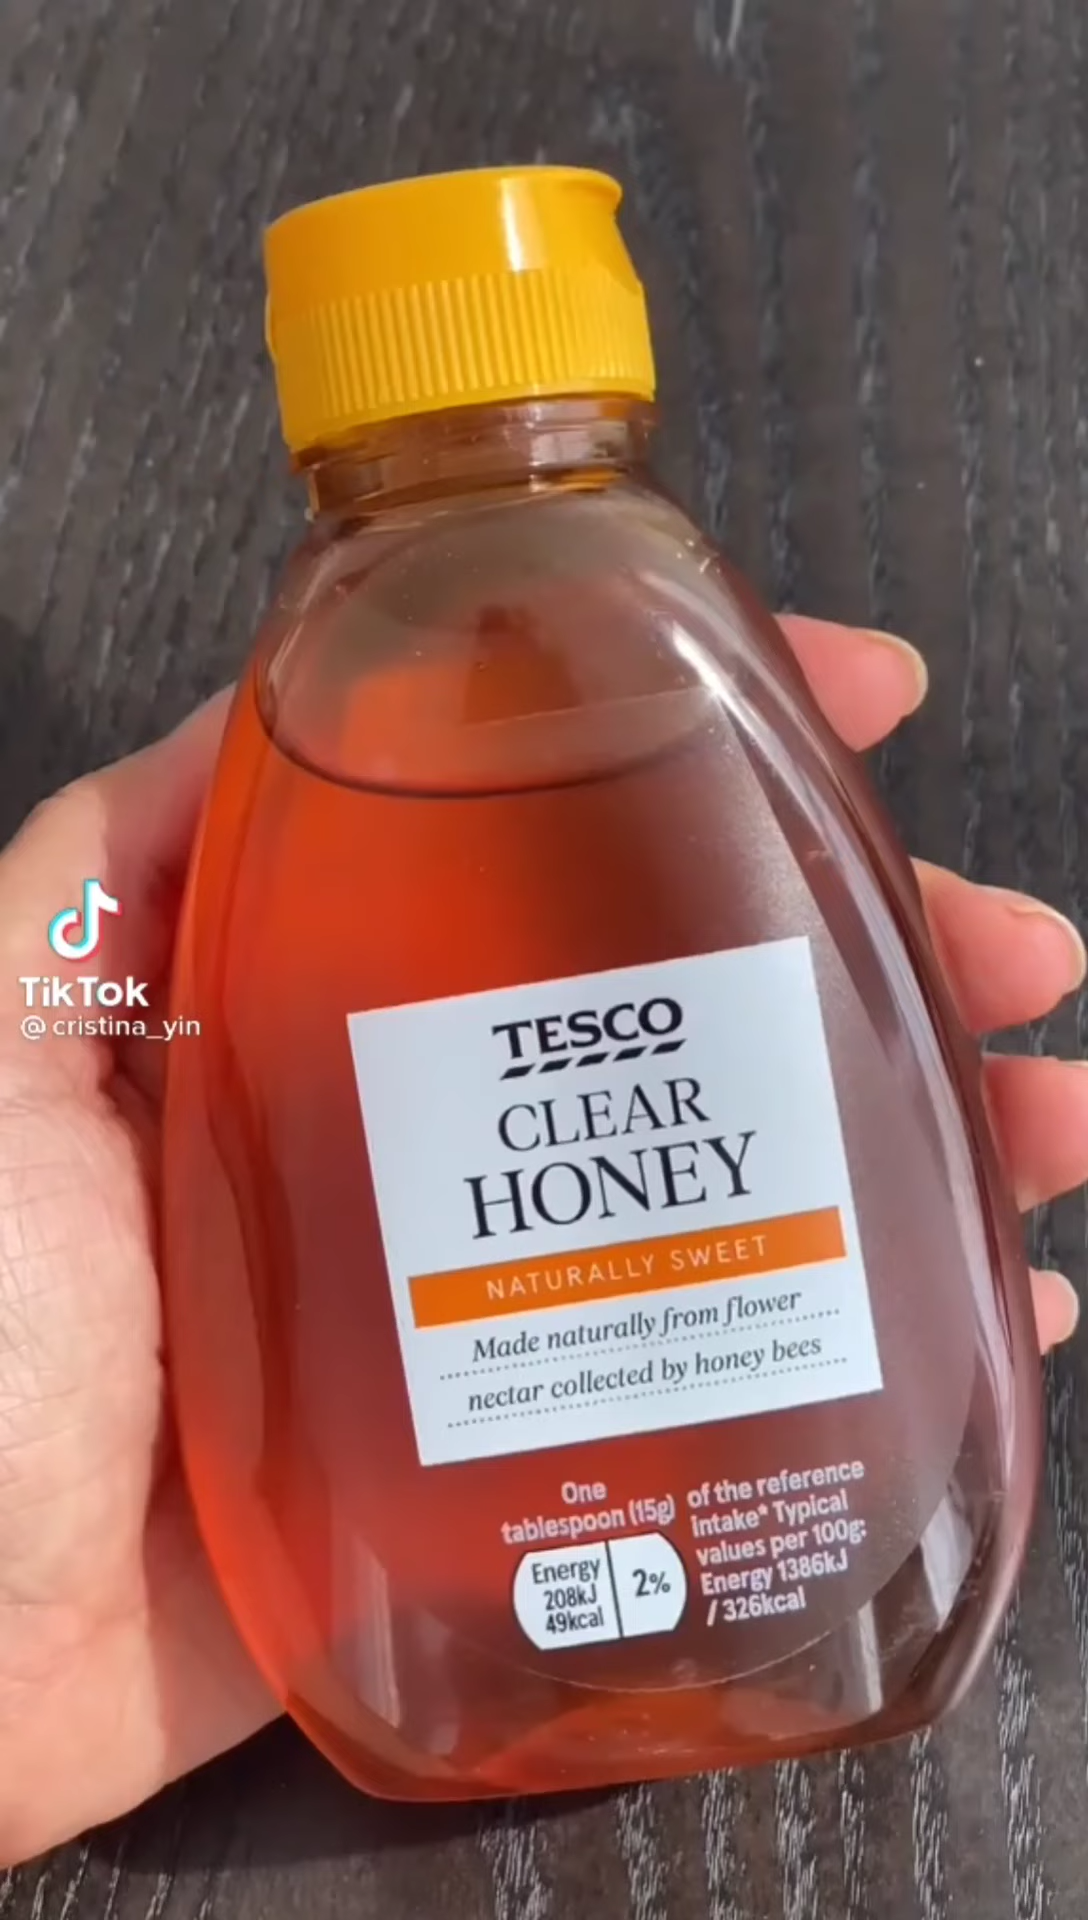 TESCO
CLEAR
HONEY
NATURALLY SWEET
Made naturally from flower
nectar collected by honey bees
One
tablespoon (15g)
Energy
208kJ
49kcal
2%
of the reference
intake* Typical
values per 100g:
Energy 1386kJ
/ 326kcal
TikTok
@cristina_yin